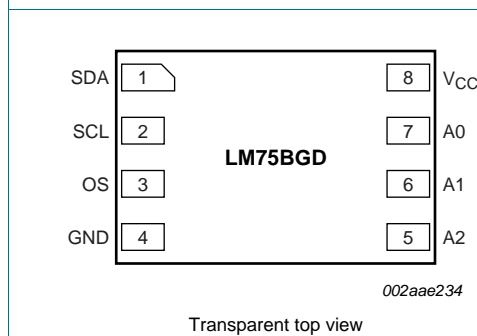 SDA 1 8 VCC
SCL 2 7 A0
LM75BGD
OS 3 6 A1
GND 4 5 A2
002aae234
Transparent top view